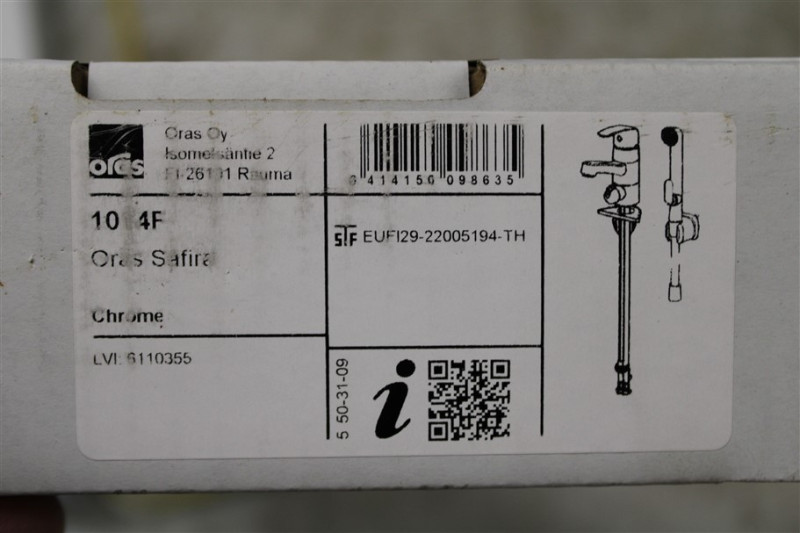 oras
Oras Oy
Isometsäntie 2
Rauma
Oras Safira
Chrome
LVI: 6110355
6 414150 098635
STF EUFI29-22005194-TH
5 50-31-09
i